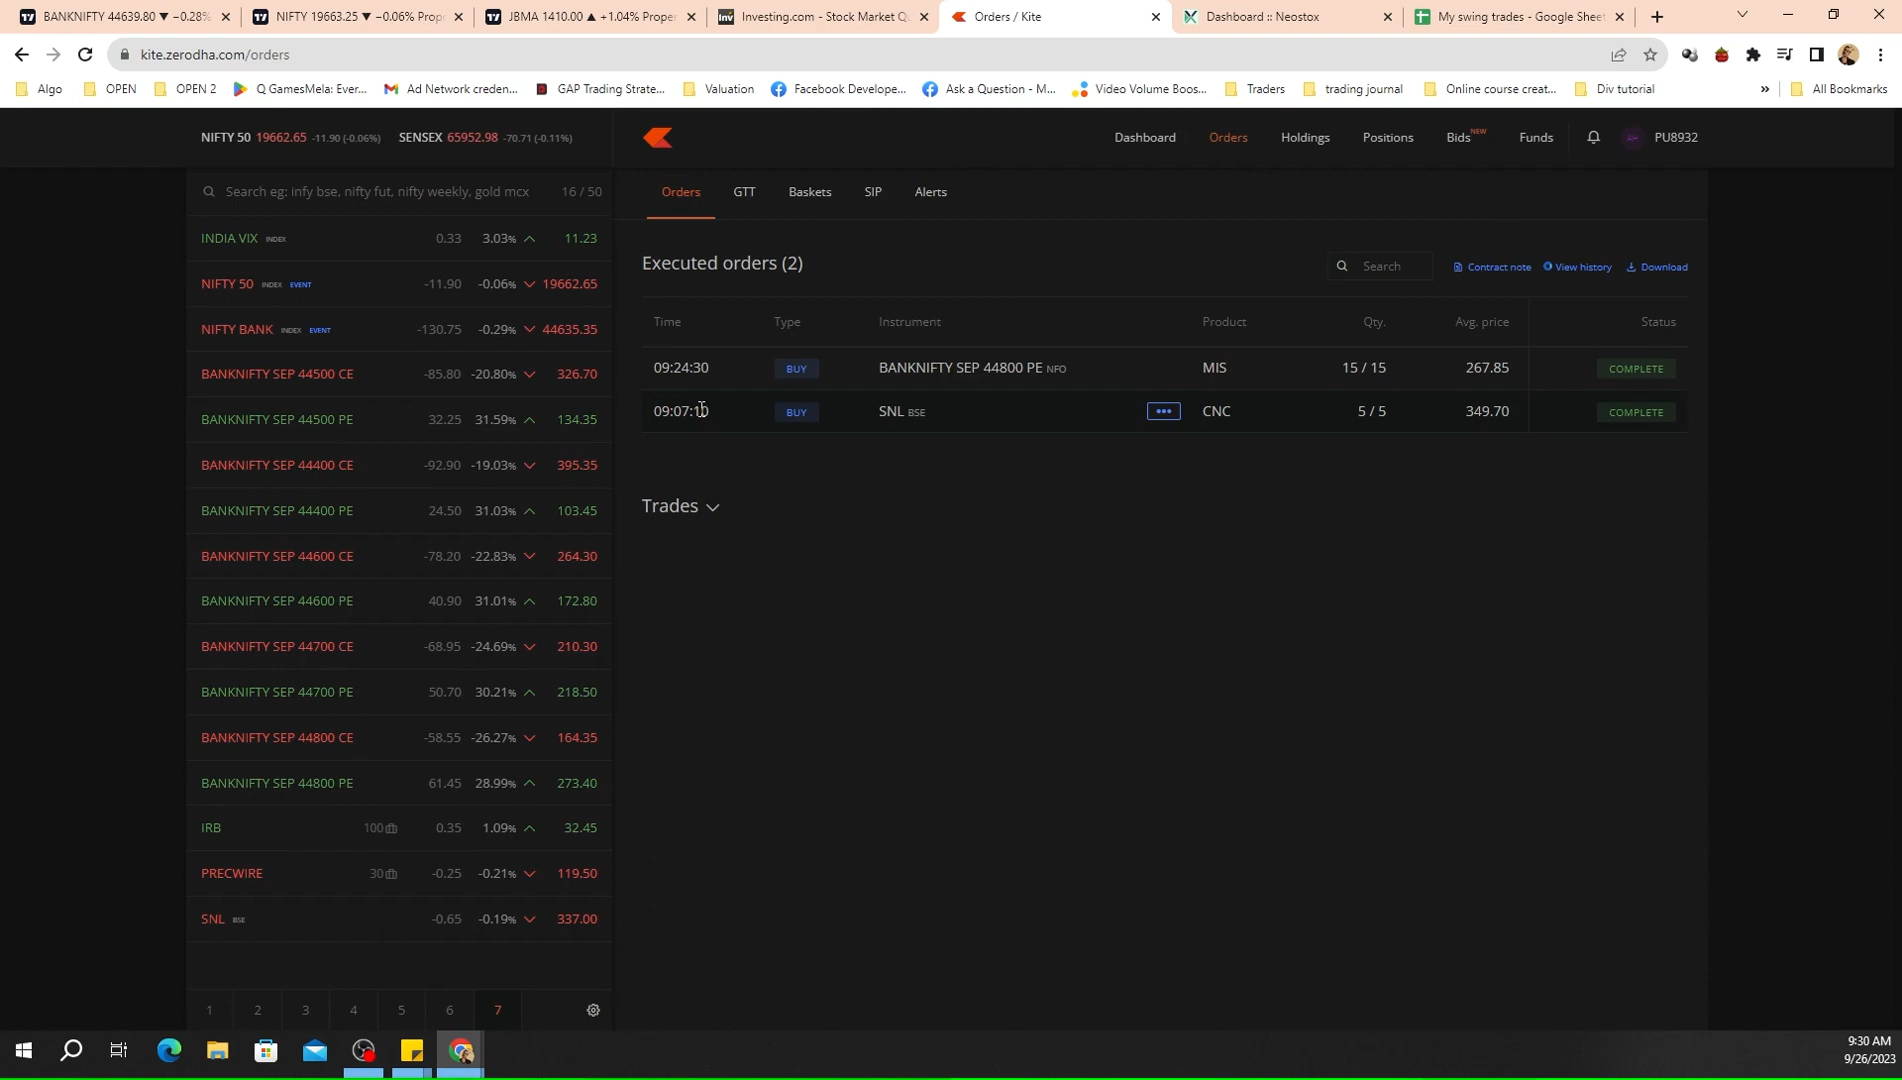 BANKNIFTY 44639.80 ▼ −0.28%
NIFTY 19663.25 ▼ −0.06% Prope
JBMA 1410.00 ▲ +1.04% Proper
Investing.com - Stock Market Qu
Orders / Kite
Dashboard :: Neostox
My swing trades - Google Sheet
kite.zerodha.com/orders
Algo
OPEN
OPEN 2
Q GamesMela: Ever...
Ad Network creden...
GAP Trading Strate...
Valuation
Facebook Develope...
Ask a Question - M...
Video Volume Boos...
Traders
trading journal
Online course creat...
Div tutorial
»
All Bookmarks
NIFTY 50 19662.65 -11.90 (-0.06%) SENSEX 65952.98 -70.71 (-0.11%)
Dashboard Orders Holdings Positions Bids NEW Funds PU8932
Search eg: infy bse, nifty fut, nifty weekly, gold mcx 16 / 50
INDIA VIX INDEX 0.33 3.03% 11.23
NIFTY 50 INDEX EVENT -11.90 -0.06% 19662.65
NIFTY BANK INDEX EVENT -130.75 -0.29% 44635.35
BANKNIFTY SEP 44500 CE -85.80 -20.80% 326.70
BANKNIFTY SEP 44500 PE 32.25 31.59% 134.35
BANKNIFTY SEP 44400 CE -92.90 -19.03% 395.35
BANKNIFTY SEP 44400 PE 24.50 31.03% 103.45
BANKNIFTY SEP 44600 CE -78.20 -22.83% 264.30
BANKNIFTY SEP 44600 PE 40.90 31.01% 172.80
BANKNIFTY SEP 44700 CE -68.95 -24.69% 210.30
BANKNIFTY SEP 44700 PE 50.70 30.21% 218.50
BANKNIFTY SEP 44800 CE -58.55 -26.27% 164.35
BANKNIFTY SEP 44800 PE 61.45 28.99% 273.40
IRB 100 0.35 1.09% 32.45
PRECWIRE 30 -0.25 -0.21% 119.50
SNL BSE -0.65 -0.19% 337.00
1 2 3 4 5 6 7
Orders GTT Baskets SIP Alerts
Executed orders (2)
Search Contract note View history Download
Time Type Instrument Product Qty. Avg. price Status
09:24:30 BUY BANKNIFTY SEP 44800 PE NFO MIS 15 / 15 267.85 COMPLETE
09:07:10 BUY SNL BSE CNC 5 / 5 349.70 COMPLETE
Trades
9:30 AM
9/26/2023